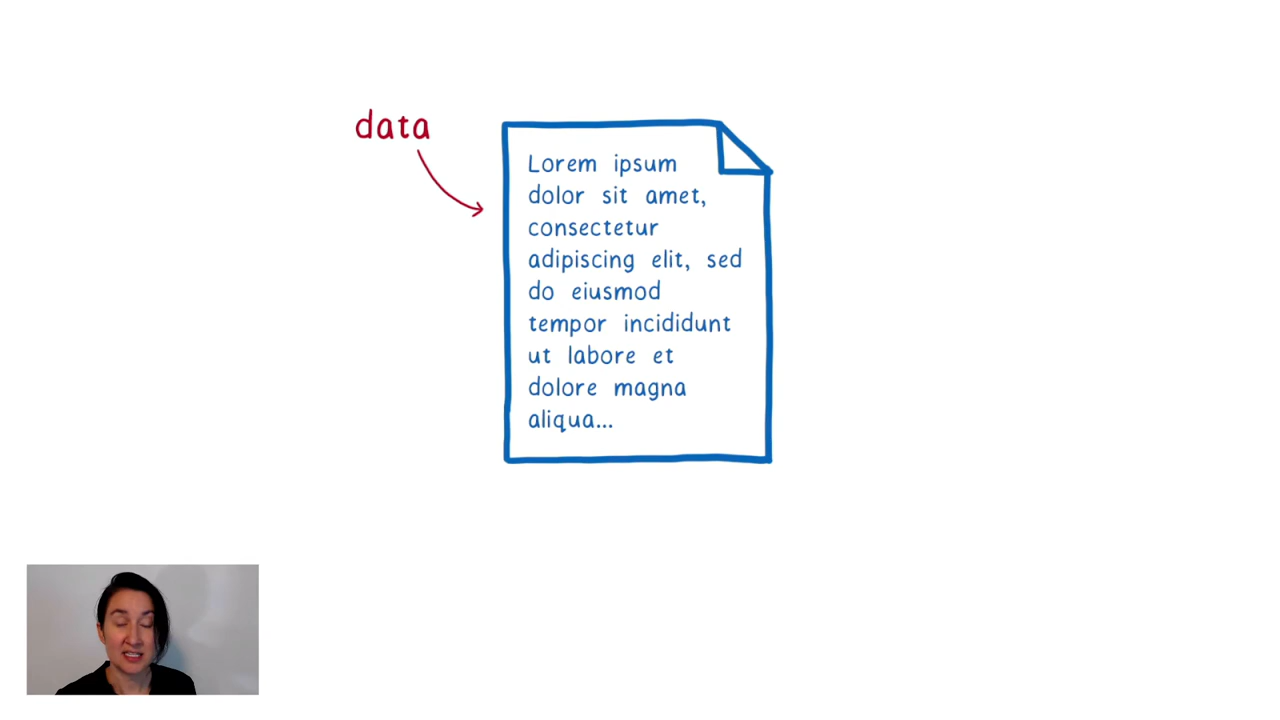 data
Lorem ipsum
dolor sit amet,
consectetur
adipiscing elit, sed
do eiusmod
tempor incididunt
ut labore et
dolore magna
aliqua...